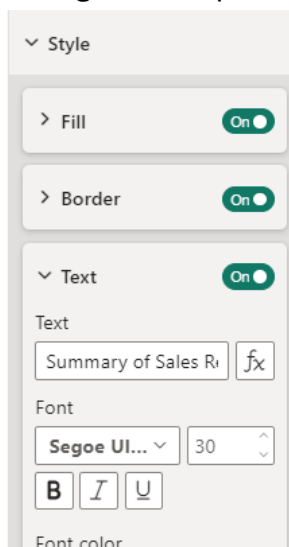 Style
Fill
On
Border
On
Text
On
Text
Summary of Sales R
fx
Font
Segoe UI...
30
B I U
Font color